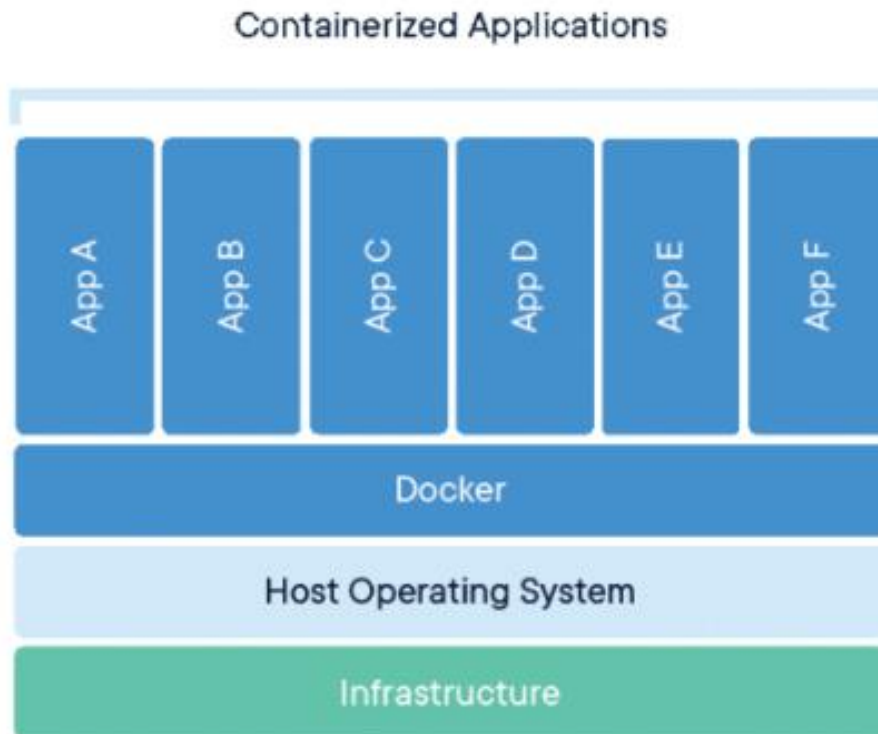 Containerized Applications
App A
App B
App C
App D
App E
App F
Docker
Host Operating System
Infrastructure